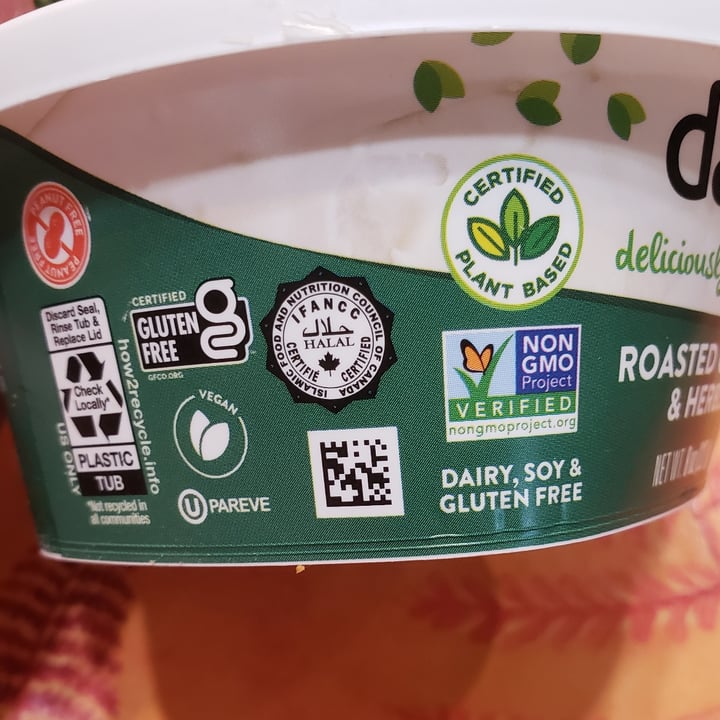 PEANUT FREE
PEANUT FREE
Discard Seal,
Rinse Tub &
Replace Lid
Check
Locally*
US ONLY
PLASTIC
TUB
*Not recycled in
all communities
how2recycle.info
CERTIFIED
GLUTEN
FREE
GFCO.ORG
VEGAN
U PAREVE
ISLAMIC FOOD AND NUTRITION COUNCIL OF CANADA
IFANCC
حلال
HALAL
CERTIFIÉ
CERTIFIED
CERTIFIED
PLANT BASED
NON
GMO
Project
VERIFIED
nongmoproject.org
DAIRY, SOY &
GLUTEN FREE
deliciously
ROASTED
NET WT